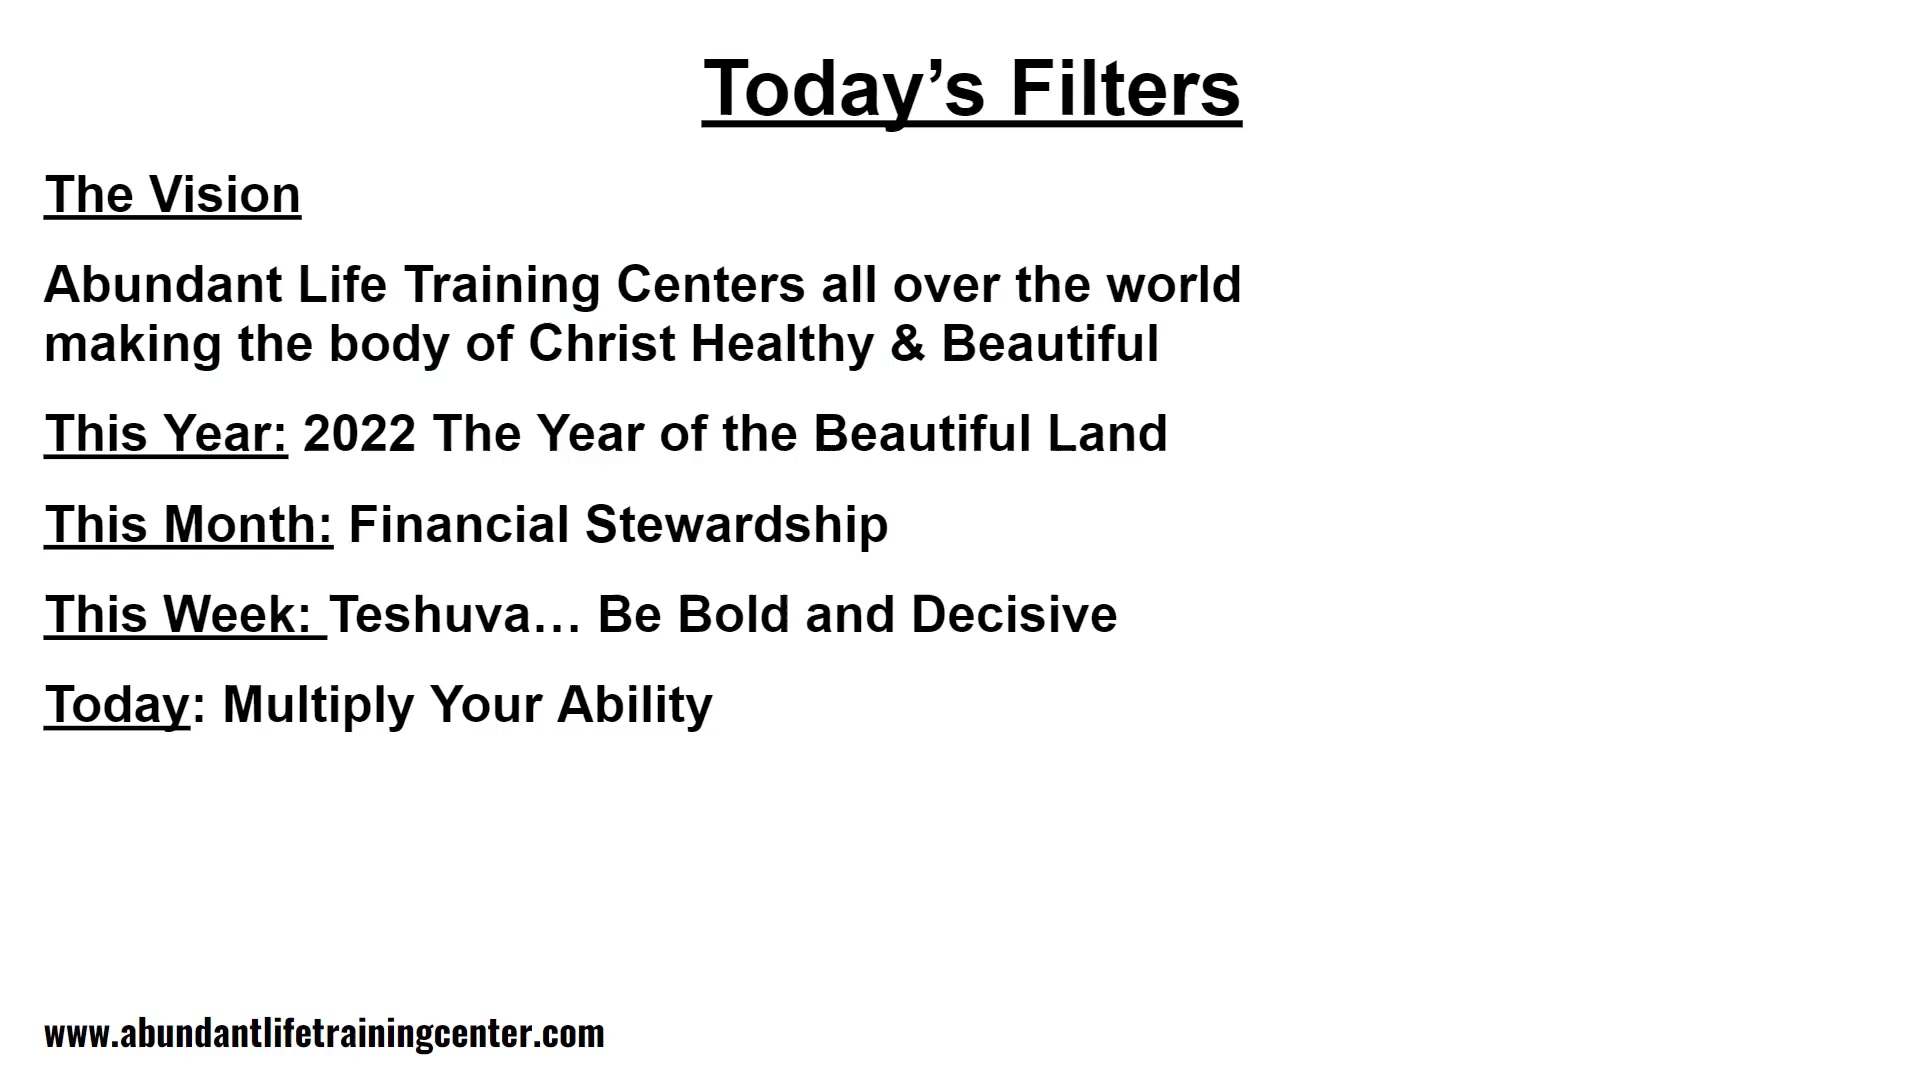 Today’s Filters
The Vision
Abundant Life Training Centers all over the world
making the body of Christ Healthy & Beautiful
This Year: 2022 The Year of the Beautiful Land
This Month: Financial Stewardship
This Week: Teshuva… Be Bold and Decisive
Today: Multiply Your Ability
www.abundantlifetrainingcenter.com